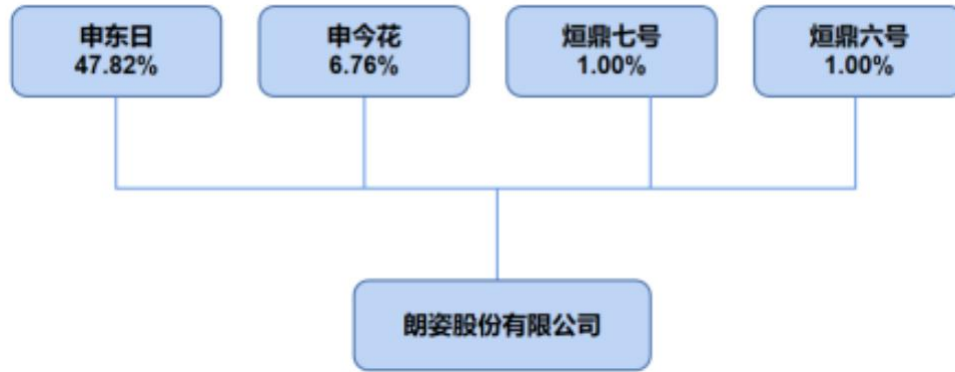 申东日
47.82%
申今花
6.76%
烜鼎七号
1.00%
烜鼎六号
1.00%
朗姿股份有限公司